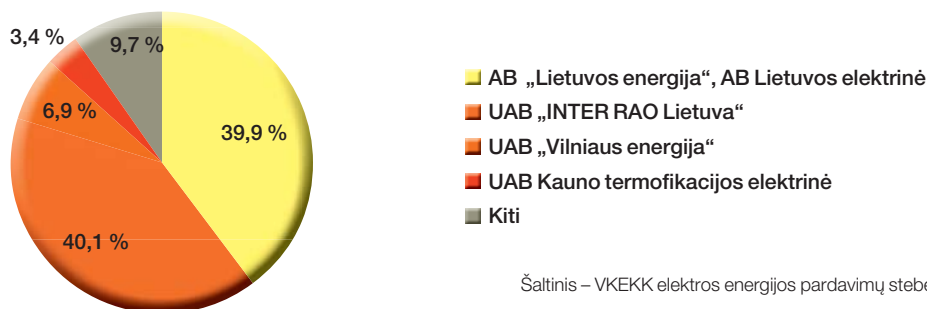 3,4 %
9,7 %
6,9 %
39,9 %
40,1 %
AB „Lietuvos energija“, AB Lietuvos elektrinė
UAB „INTER RAO Lietuva“
UAB „Vilniaus energija“
UAB Kauno termofikacijos elektrinė
Kiti
Šaltinis – VKEKK elektros energijos pardavimų